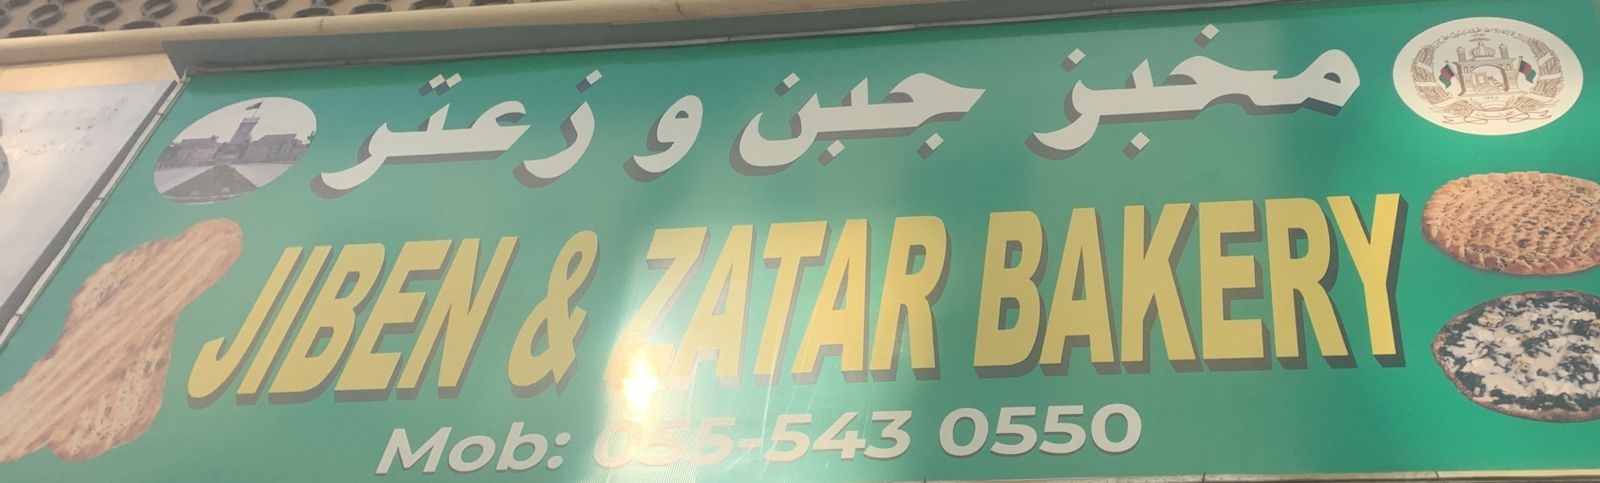 مخبز جبن و زعتر
JIBEN & ZATAR BAKERY
Mob: 055-543 0550